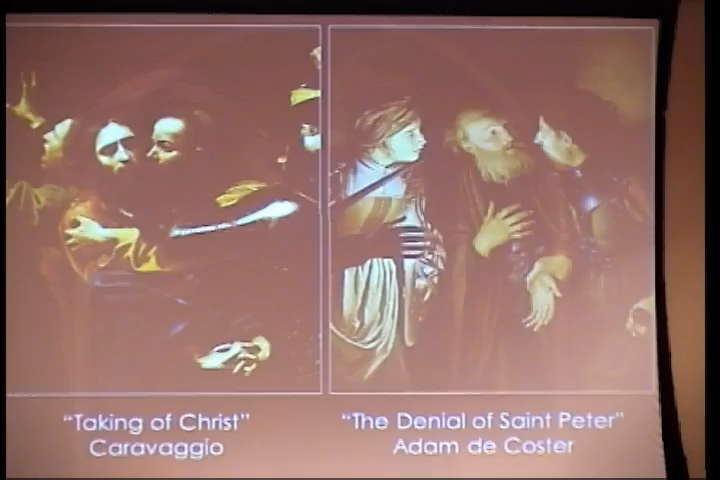 "Taking of Christ"
Caravaggio
"The Denial of Saint Peter"
Adam de Coster